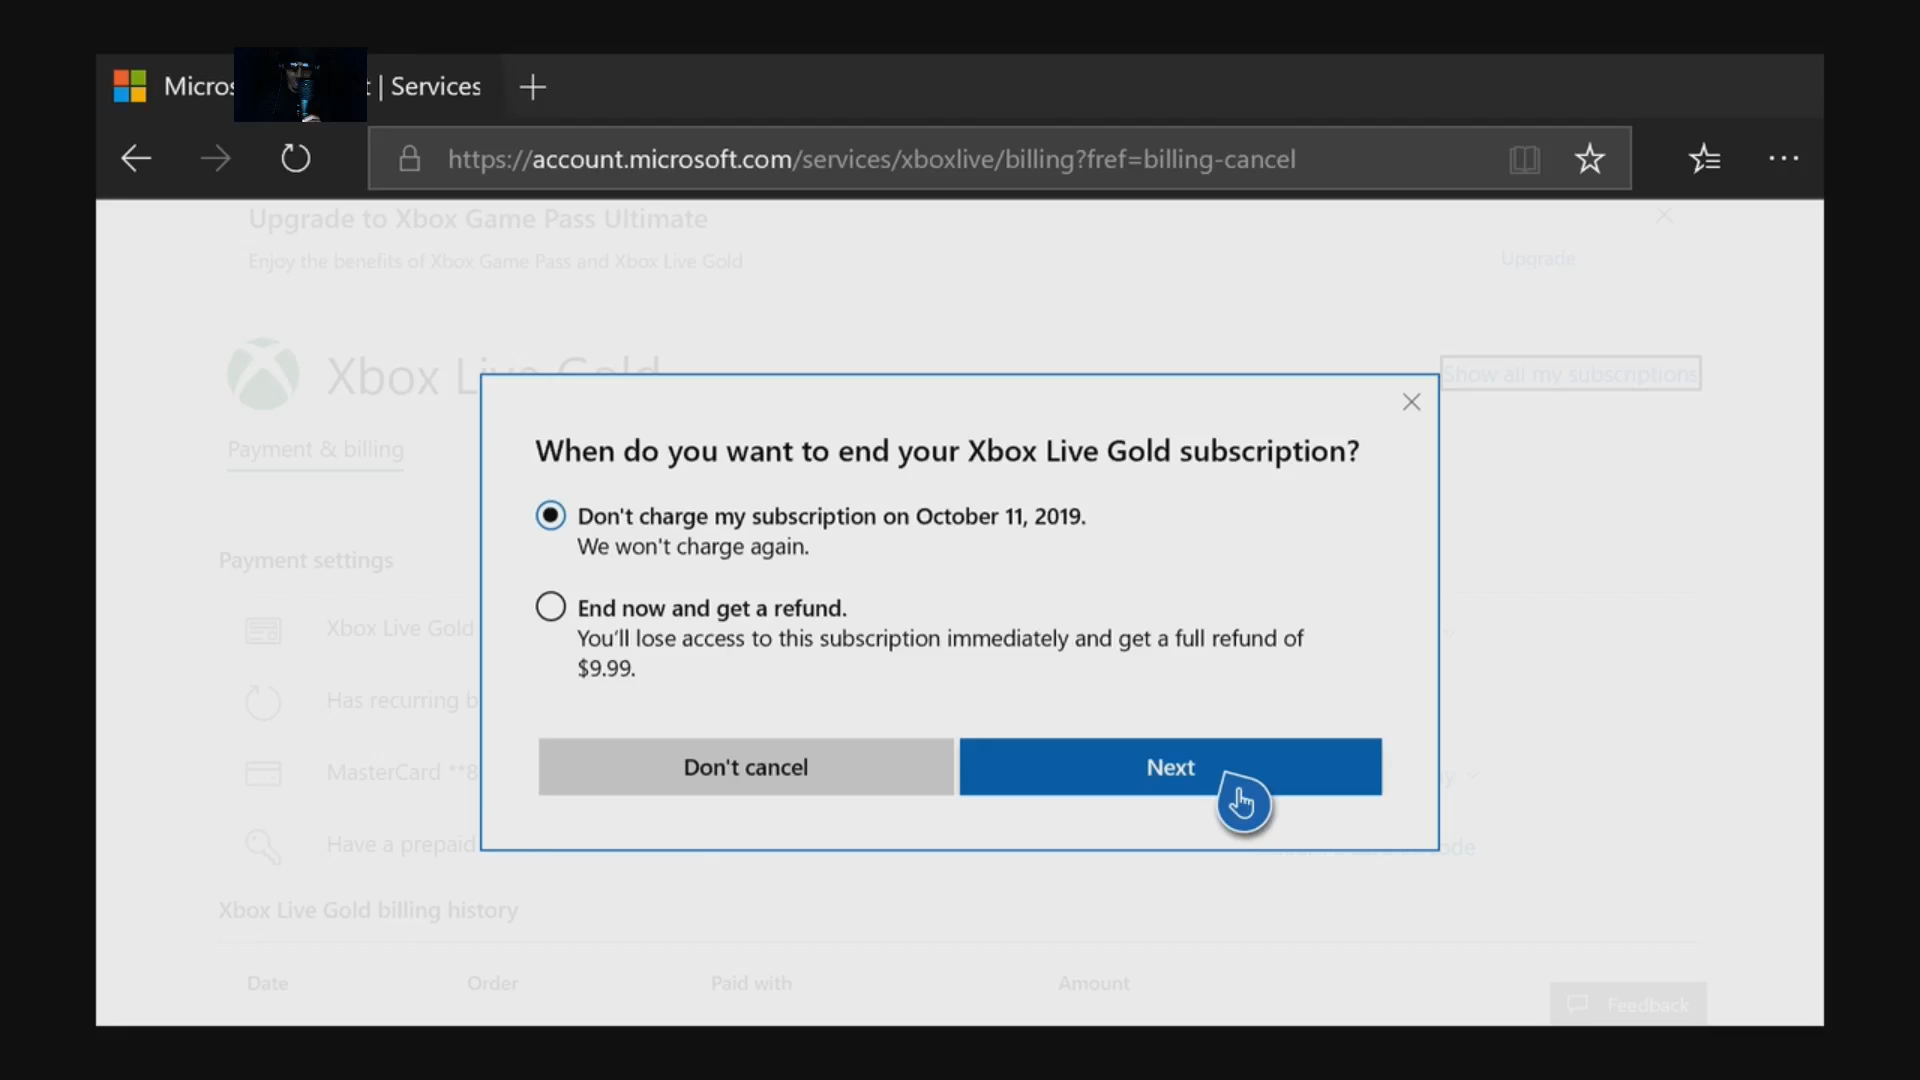 Micros
t | Services
https://account.microsoft.com/services/xboxlive/billing?fref=billing-cancel
Upgrade to Xbox Game Pass Ultimate
Enjoy the benefits of Xbox Game Pass and Xbox Live Gold
Upgrade
Xbox Live Gold
Show all my subscriptions
Payment & billing
When do you want to end your Xbox Live Gold subscription?
Don't charge my subscription on October 11, 2019.
We won't charge again.
Payment settings
End now and get a refund.
You'll lose access to this subscription immediately and get a full refund of
$9.99.
Xbox Live Gold
Has recurring b
MasterCard **8
Don't cancel
Next
Have a prepaid
Xbox Live Gold billing history
Date Order Paid with Amount
Feedback